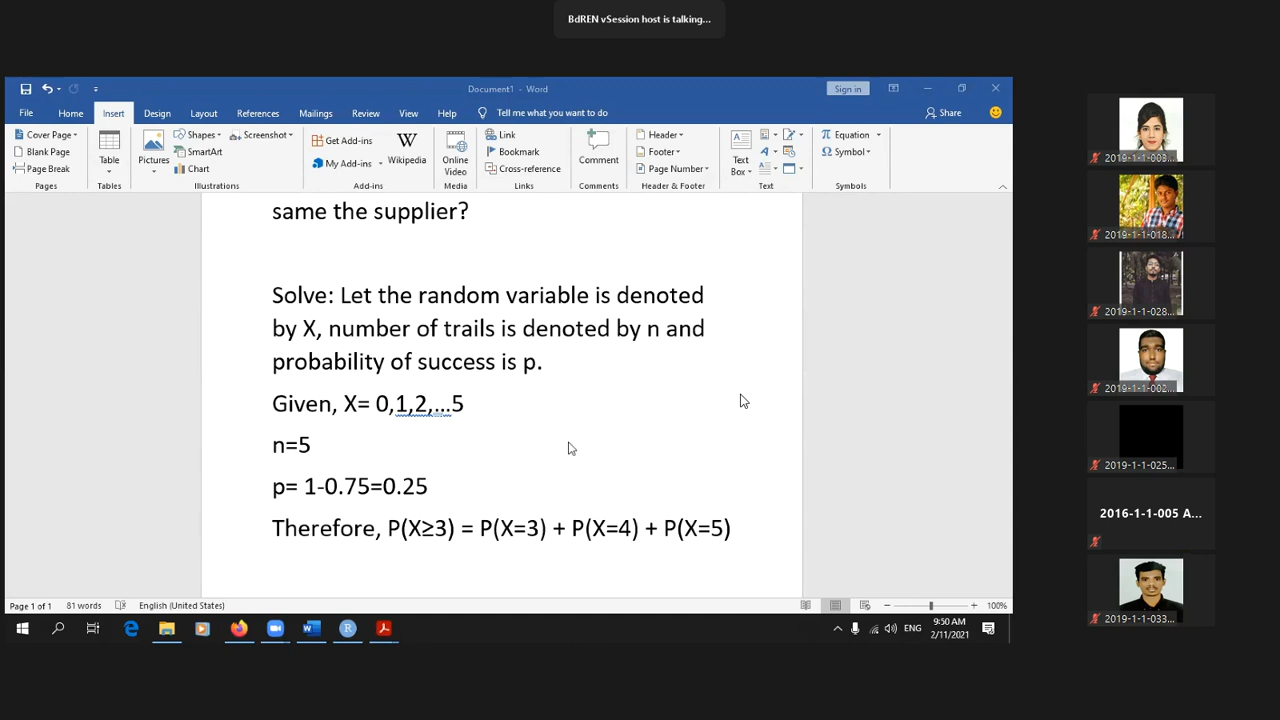 BdREN vSession host is talking...
Document1 - Word
Sign in
File Home Insert Design Layout References Mailings Review View Help Tell me what you want to do
Share
Cover Page
Blank Page
Page Break
Pages
Table
Tables
Pictures
Shapes
SmartArt
Chart
Screenshot
Illustrations
Get Add-ins
My Add-ins
Wikipedia
Add-ins
Online Video
Media
Link
Bookmark
Cross-reference
Links
Comment
Comments
Header
Footer
Page Number
Header & Footer
Text Box
Text
Equation
Symbol
Symbols
same the supplier?
Solve: Let the random variable is denoted
by X, number of trails is denoted by n and
probability of success is p.
Given, X= 0,1,2,...5
n=5
p= 1-0.75=0.25
Therefore, P(X≥3) = P(X=3) + P(X=4) + P(X=5)
Page 1 of 1 81 words English (United States) 100%
ENG
9:50 AM
2/11/2021
2019-1-1-003...
2019-1-1-018...
2019-1-1-028...
2019-1-1-002...
2019-1-1-025...
2016-1-1-005 A...
2019-1-1-033...